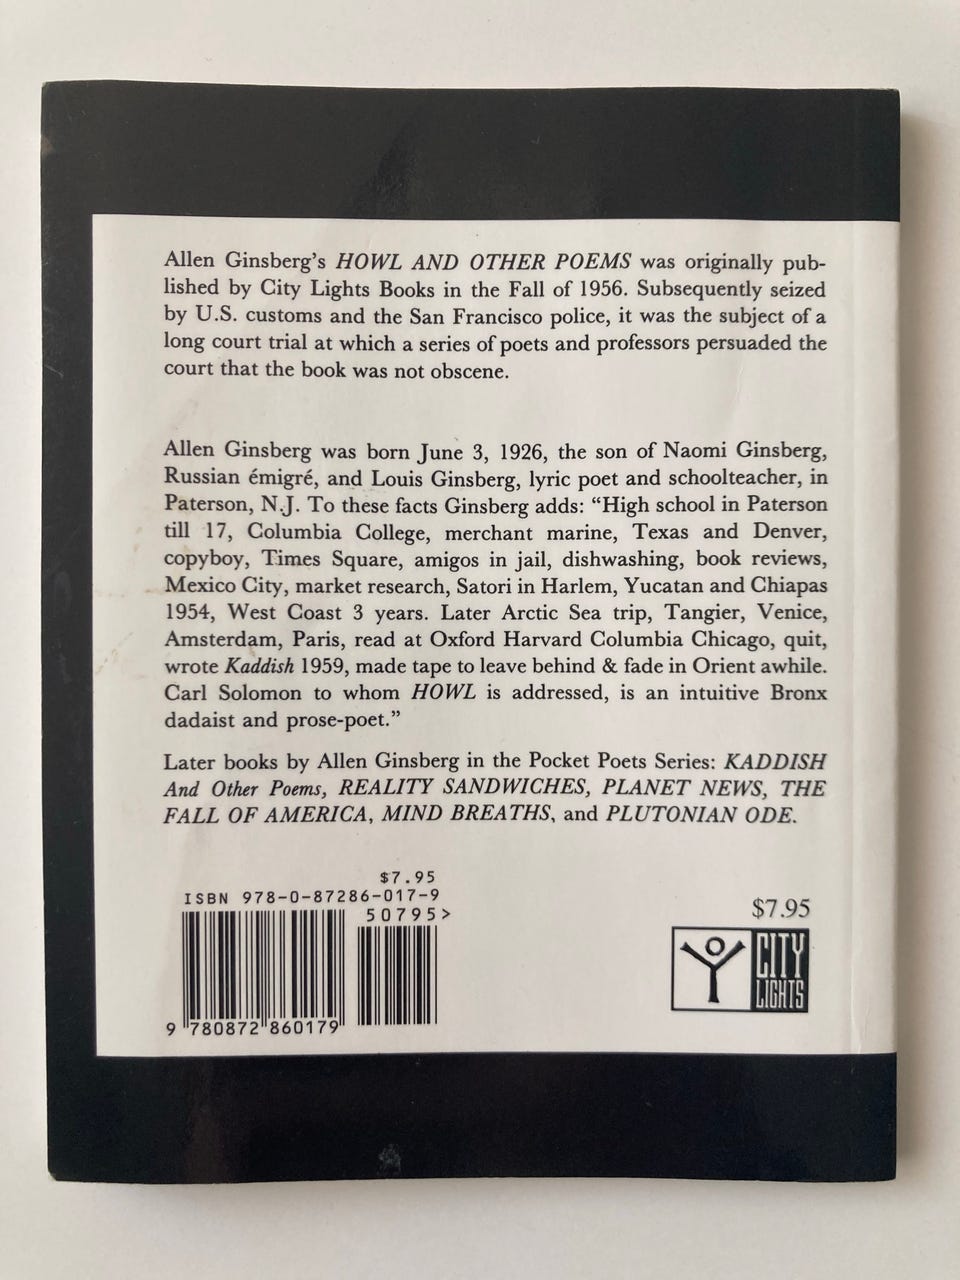 Allen Ginsberg's HOWL AND OTHER POEMS was originally pub-
lished by City Lights Books in the Fall of 1956. Subsequently seized
by U.S. customs and the San Francisco police, it was the subject of a
long court trial at which a series of poets and professors persuaded the
court that the book was not obscene.
Allen Ginsberg was born June 3, 1926, the son of Naomi Ginsberg,
Russian émigré, and Louis Ginsberg, lyric poet and schoolteacher, in
Paterson, N.J. To these facts Ginsberg adds: “High school in Paterson
till 17, Columbia College, merchant marine, Texas and Denver,
copyboy, Times Square, amigos in jail, dishwashing, book reviews,
Mexico City, market research, Satori in Harlem, Yucatan and Chiapas
1954, West Coast 3 years. Later Arctic Sea trip, Tangier, Venice,
Amsterdam, Paris, read at Oxford Harvard Columbia Chicago, quit,
wrote Kaddish 1959, made tape to leave behind & fade in Orient awhile.
Carl Solomon to whom HOWL is addressed, is an intuitive Bronx
dadaist and prose-poet.”
Later books by Allen Ginsberg in the Pocket Poets Series: KADDISH
And Other Poems, REALITY SANDWICHES, PLANET NEWS, THE
FALL OF AMERICA, MIND BREATHS, and PLUTONIAN ODE.
$7.95
ISBN 978-0-87286-017-9
50795>
9 780872 860179
$7.95
CITY
LIGHTS